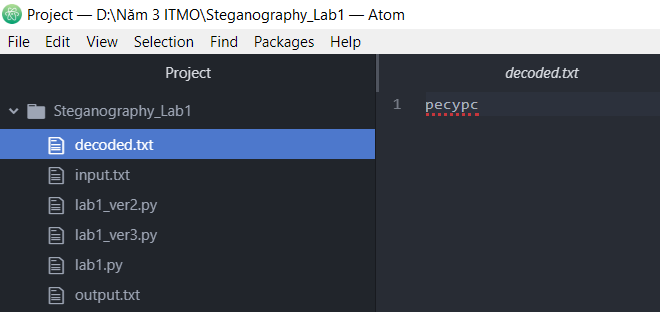 Project — D:\Năm 3 ITMO\Steganography_Lab1 — Atom
File Edit View Selection Find Packages Help
Project
decoded.txt
Steganography_Lab1
1 ресурс
decoded.txt
input.txt
lab1_ver2.py
lab1_ver3.py
lab1.py
output.txt